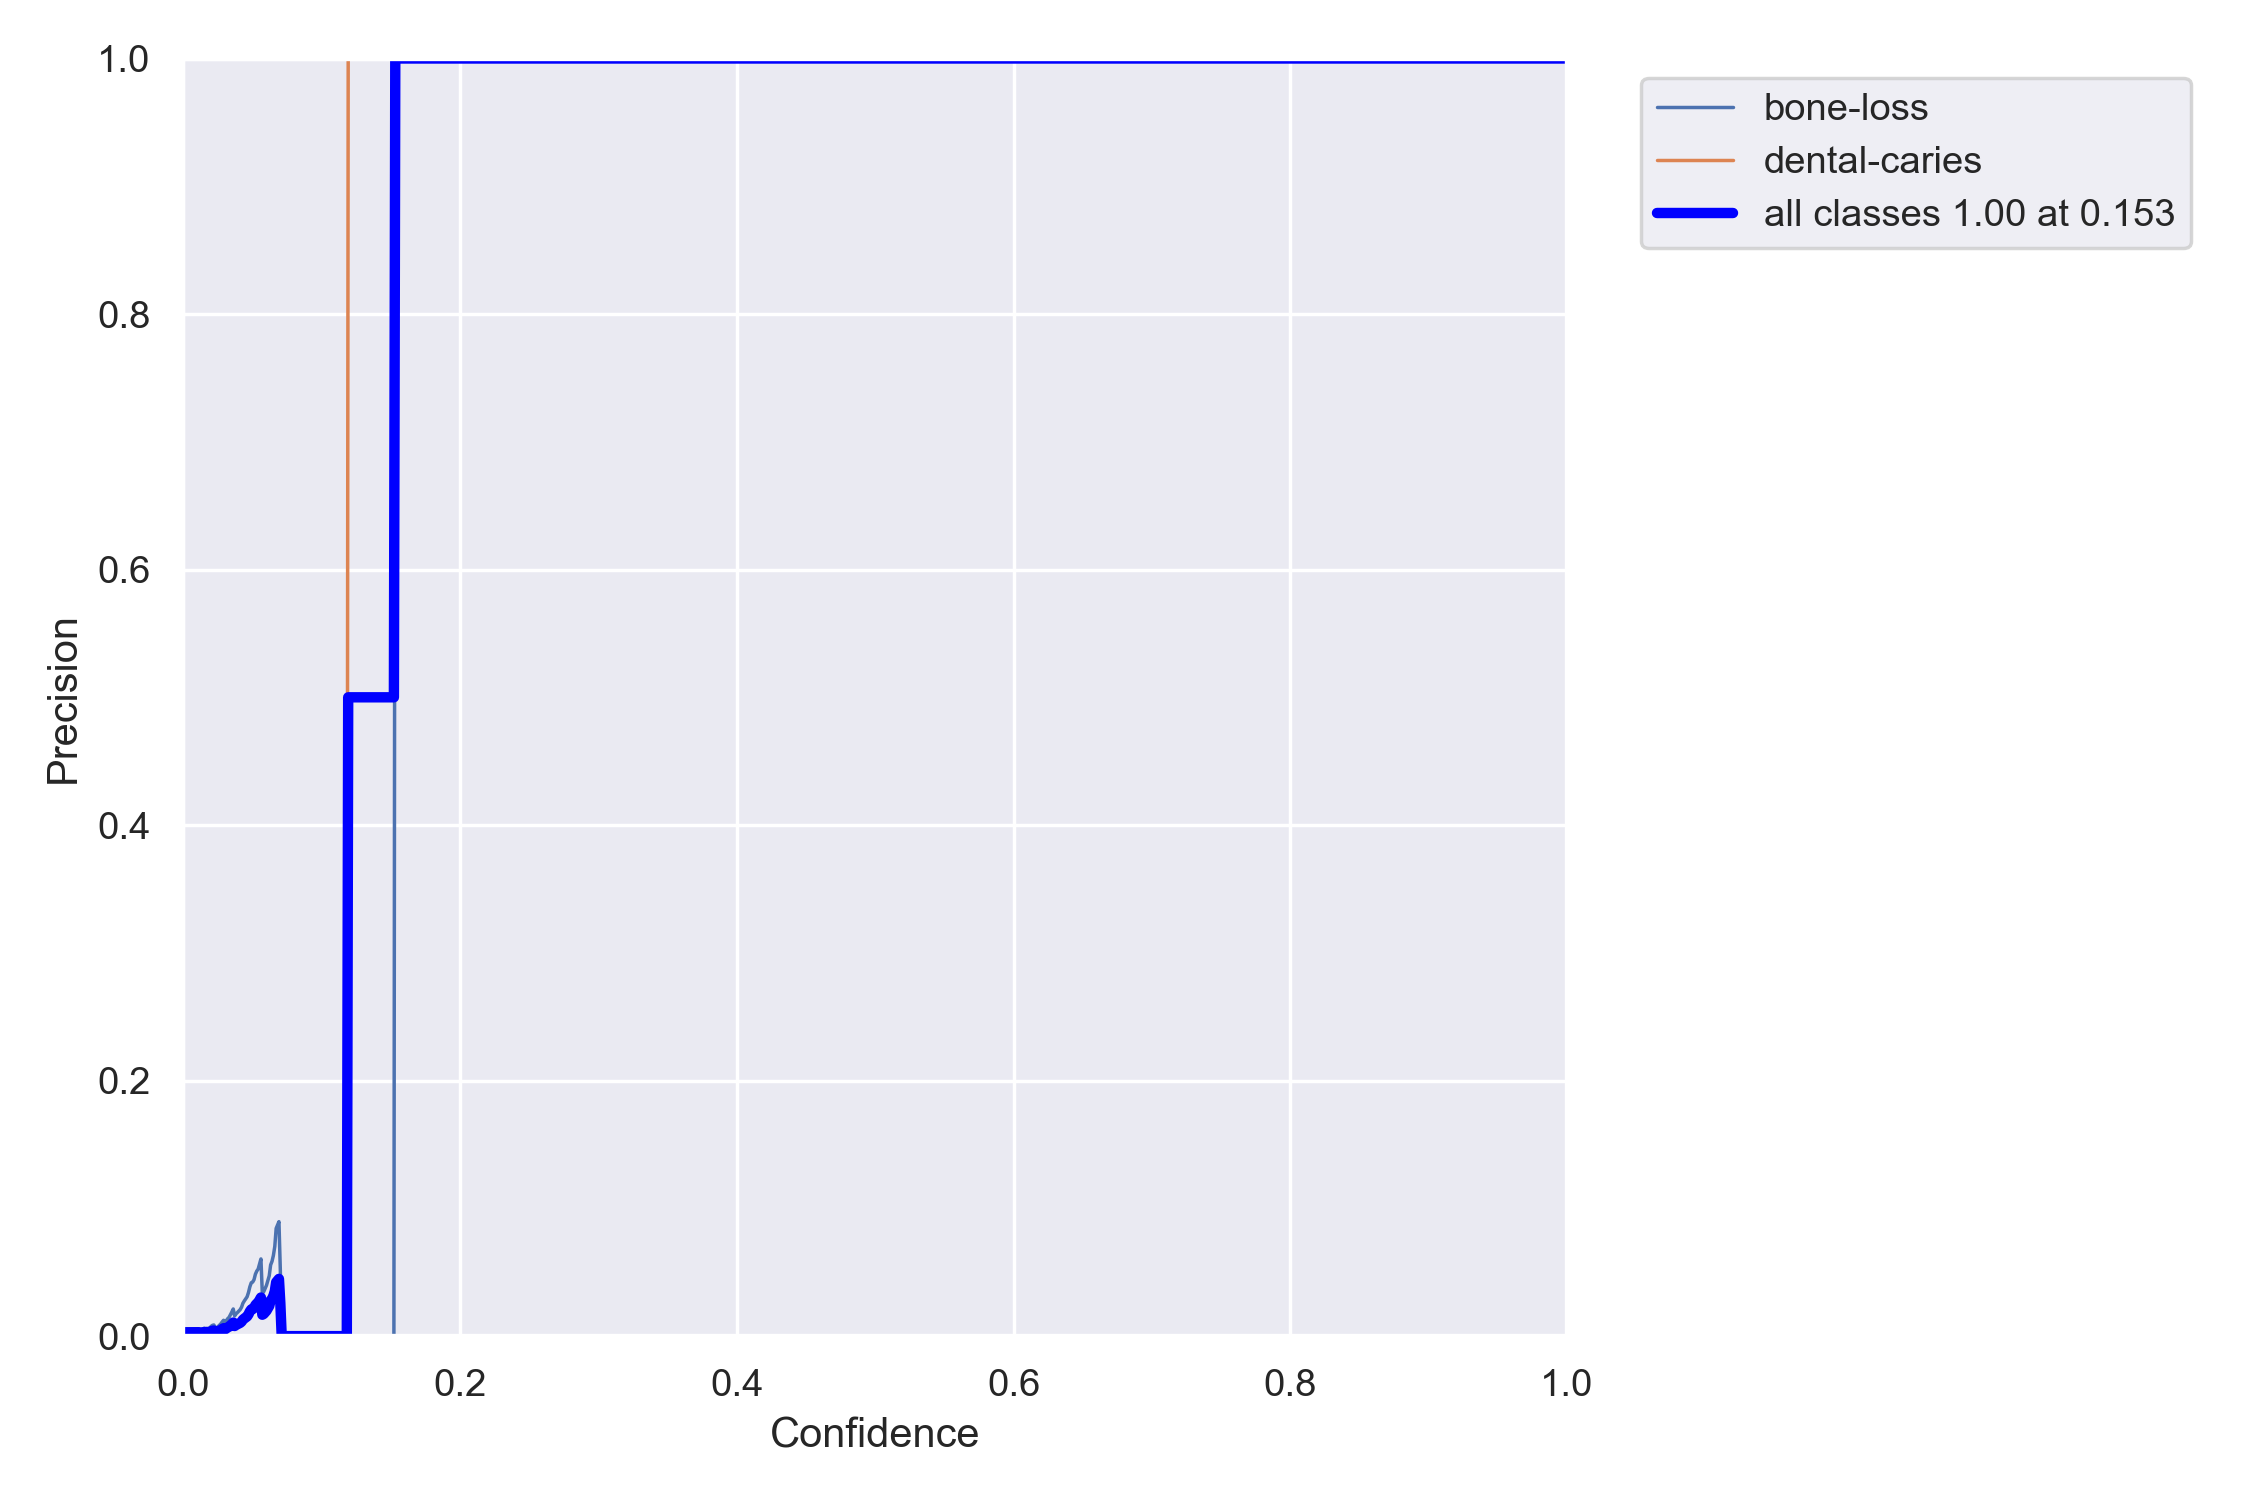 1.0
0.8
0.6
0.4
0.2
0.0
Precision
0.0 0.2 0.4 0.6 0.8 1.0
Confidence
bone-loss
dental-caries
all classes 1.00 at 0.153